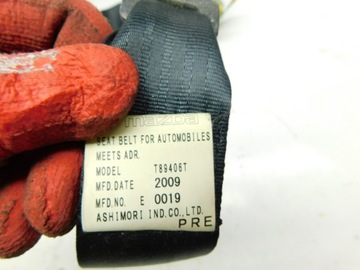 mazda
SEAT BELT FOR AUTOMOBILES
MEETS ADR.
MODEL T89406T
MFD.DATE 2009
MFD.NO. E 0019
ASHIMORI IND.CO.,LTD.
PRE